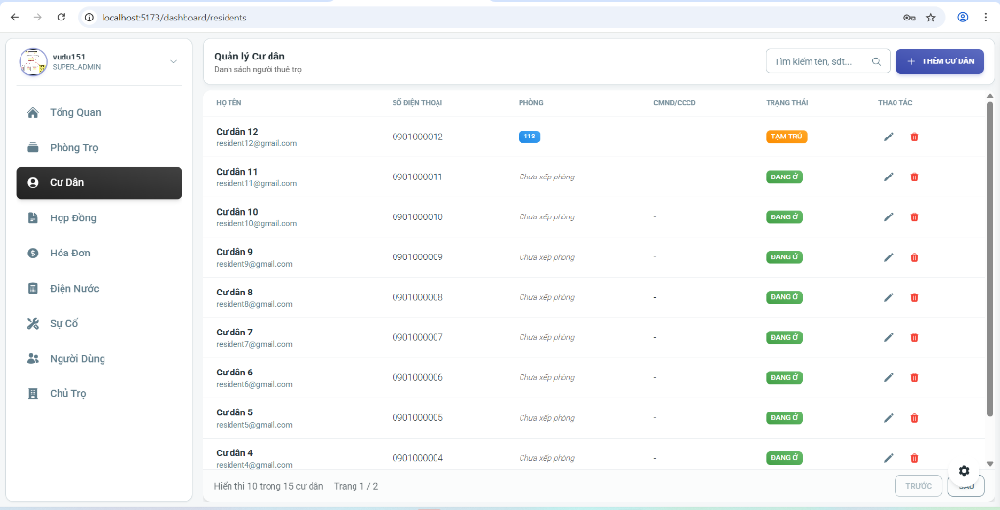 localhost:5173/dashboard/residents
vudu151
SUPER_ADMIN
Tổng Quan
Phòng Trọ
Cư Dân
Hợp Đồng
Hóa Đơn
Điện Nước
Sự Cố
Người Dùng
Chủ Trọ
Quản lý Cư dân
Danh sách người thuê trọ
Tìm kiếm tên, sdt...
+ THÊM CƯ DÂN
HỌ TÊN SỐ ĐIỆN THOẠI PHÒNG CMND/CCCD TRẠNG THÁI THAO TÁC
Cư dân 12 0901000012 113 - TẠM TRÚ
resident12@gmail.com
Cư dân 11 0901000011 Chưa xếp phòng - ĐANG Ở
resident11@gmail.com
Cư dân 10 0901000010 Chưa xếp phòng - ĐANG Ở
resident10@gmail.com
Cư dân 9 0901000009 Chưa xếp phòng - ĐANG Ở
resident9@gmail.com
Cư dân 8 0901000008 Chưa xếp phòng - ĐANG Ở
resident8@gmail.com
Cư dân 7 0901000007 Chưa xếp phòng - ĐANG Ở
resident7@gmail.com
Cư dân 6 0901000006 Chưa xếp phòng - ĐANG Ở
resident6@gmail.com
Cư dân 5 0901000005 Chưa xếp phòng - ĐANG Ở
resident5@gmail.com
Cư dân 4 0901000004 Chưa xếp phòng - ĐANG Ở
resident4@gmail.com
Hiển thị 10 trong 15 cư dân Trang 1 / 2
TRƯỚC SAU